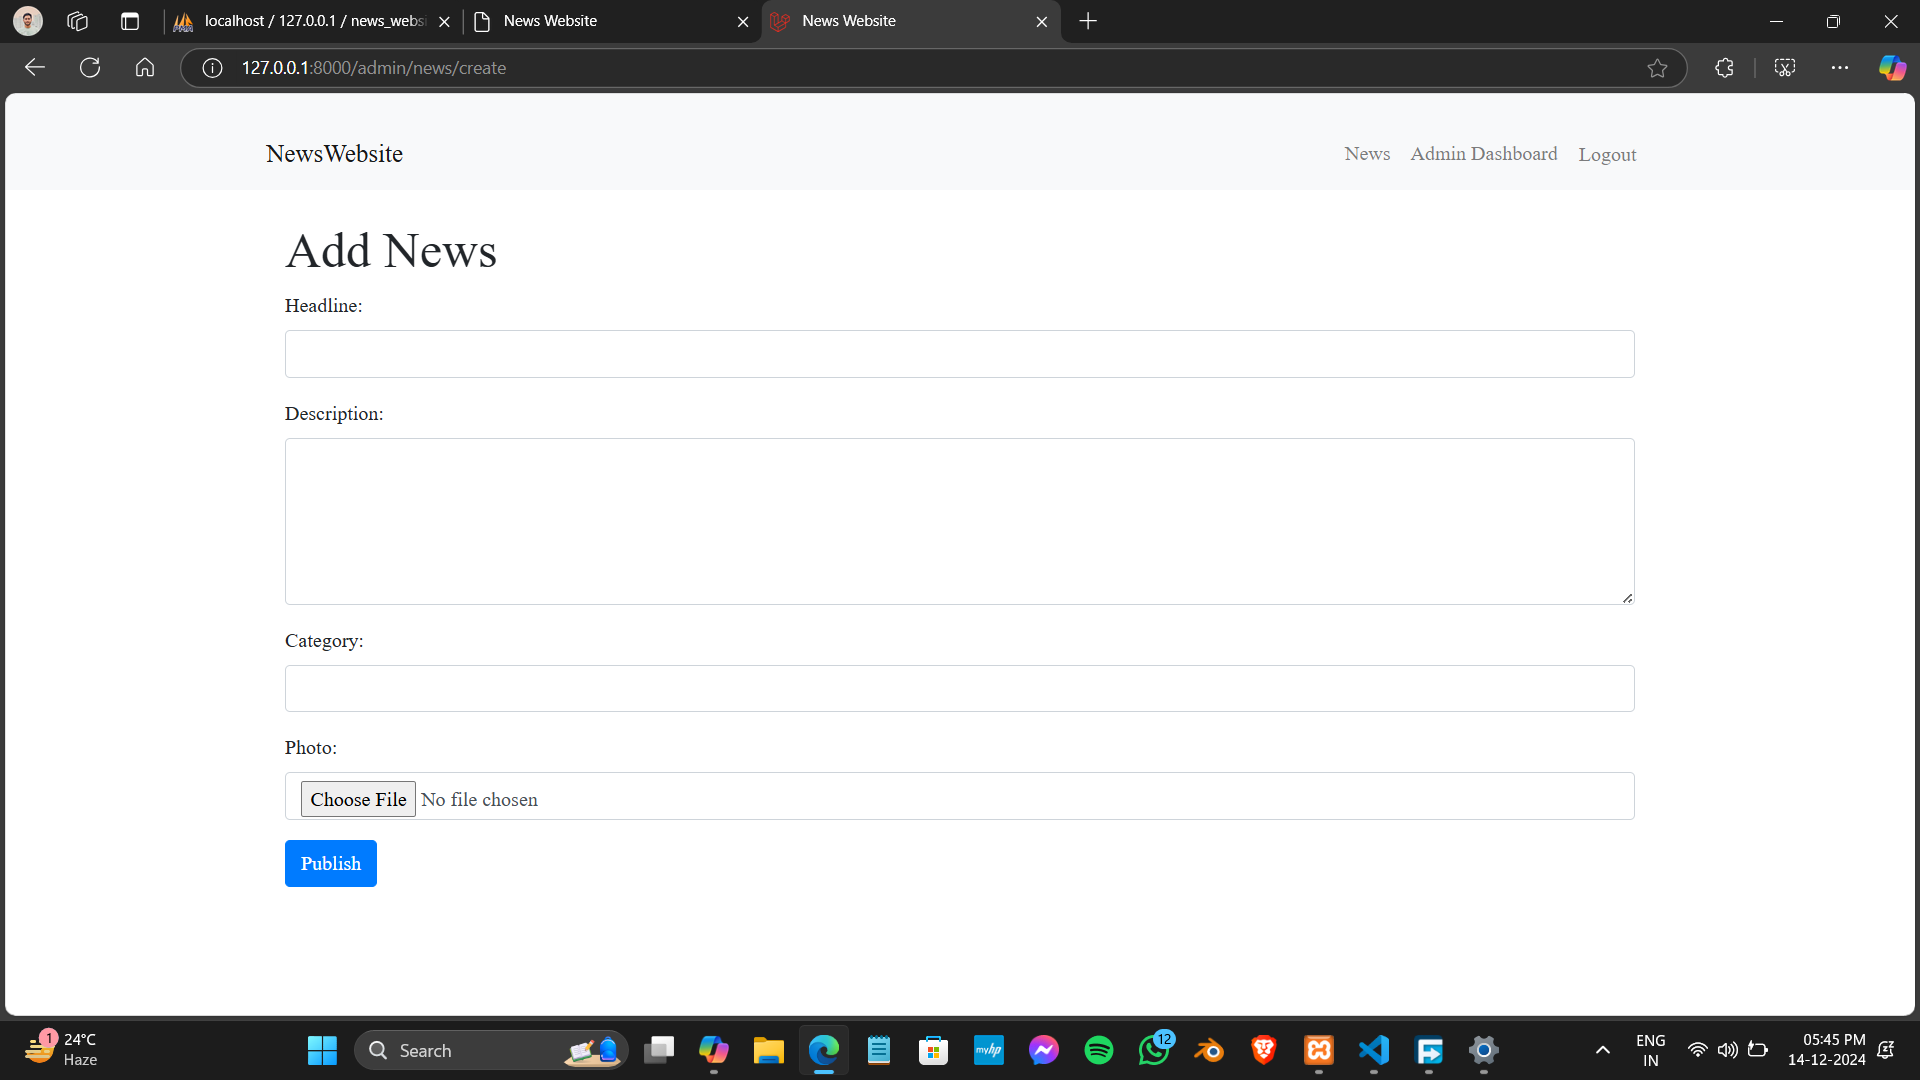 localhost / 127.0.0.1 / news_websi
News Website
News Website
127.0.0.1:8000/admin/news/create
NewsWebsite
News
Admin Dashboard
Logout
Add News
Headline:
Description:
Category:
Photo:
Choose File No file chosen
Publish
1
24°C
Haze
Search
myhp
12
ENG
IN
05:45 PM
14-12-2024